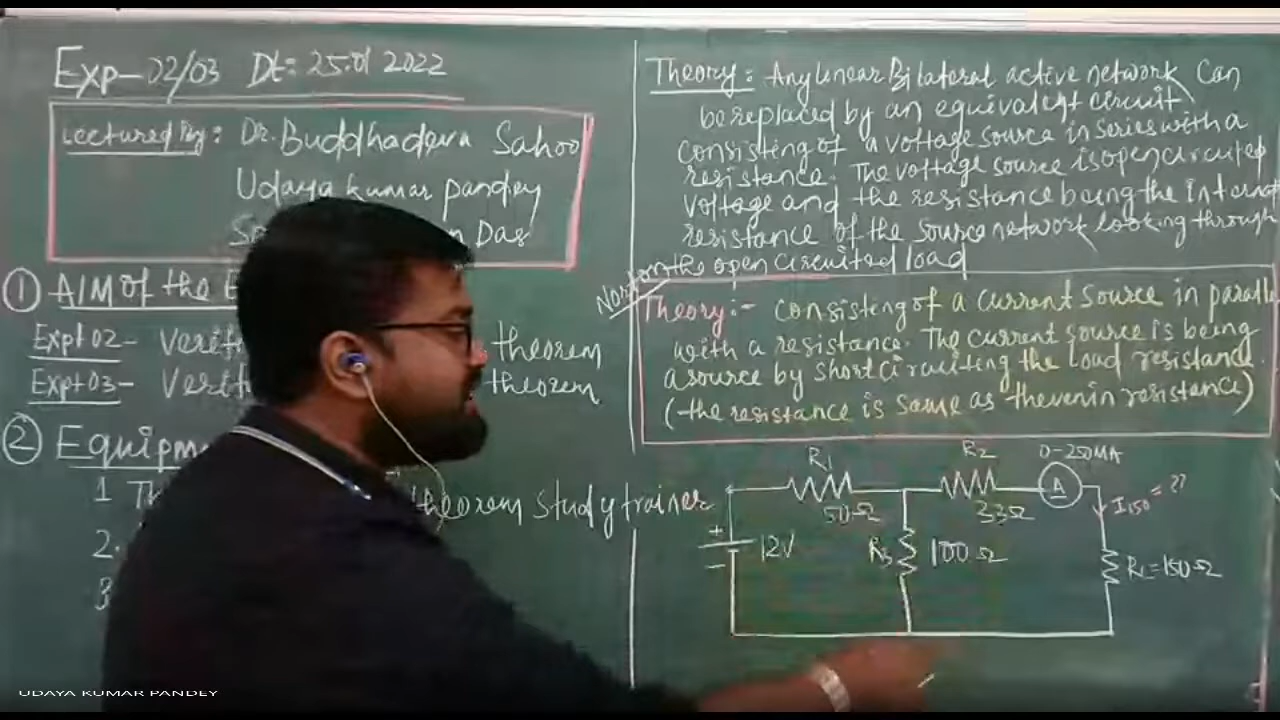 Exp-02/03 Dt: 25.01 2022
Lectured By: Dr. Buddhadeva Sahoo
Udaya kumar pandey
Das
① AIM of the
Expt 02- theorem
Expt 03- theorem
② Equipm
1 theorem study trainer
2.
3
Theory: Any lenear Bilateral active network Can
be replaced by an equivalent circuit
consisting of a voltage source in series with a
resistance. The voltage source is open circuited
voltage and the resistance being the intern
resistance of the source network looking through
the open circuited load
Norton
Theory:- consisting of a current source in paralle
with a resistance. The current source is being
a source by short circuiting the load resistance.
(the resistance is same as thevenin resistance)
R1
50Ω
R2
33Ω
0-250MA
A
I150 = ??
+
12V
R3
100Ω
RL=150Ω
UDAYA KUMAR PANDEY